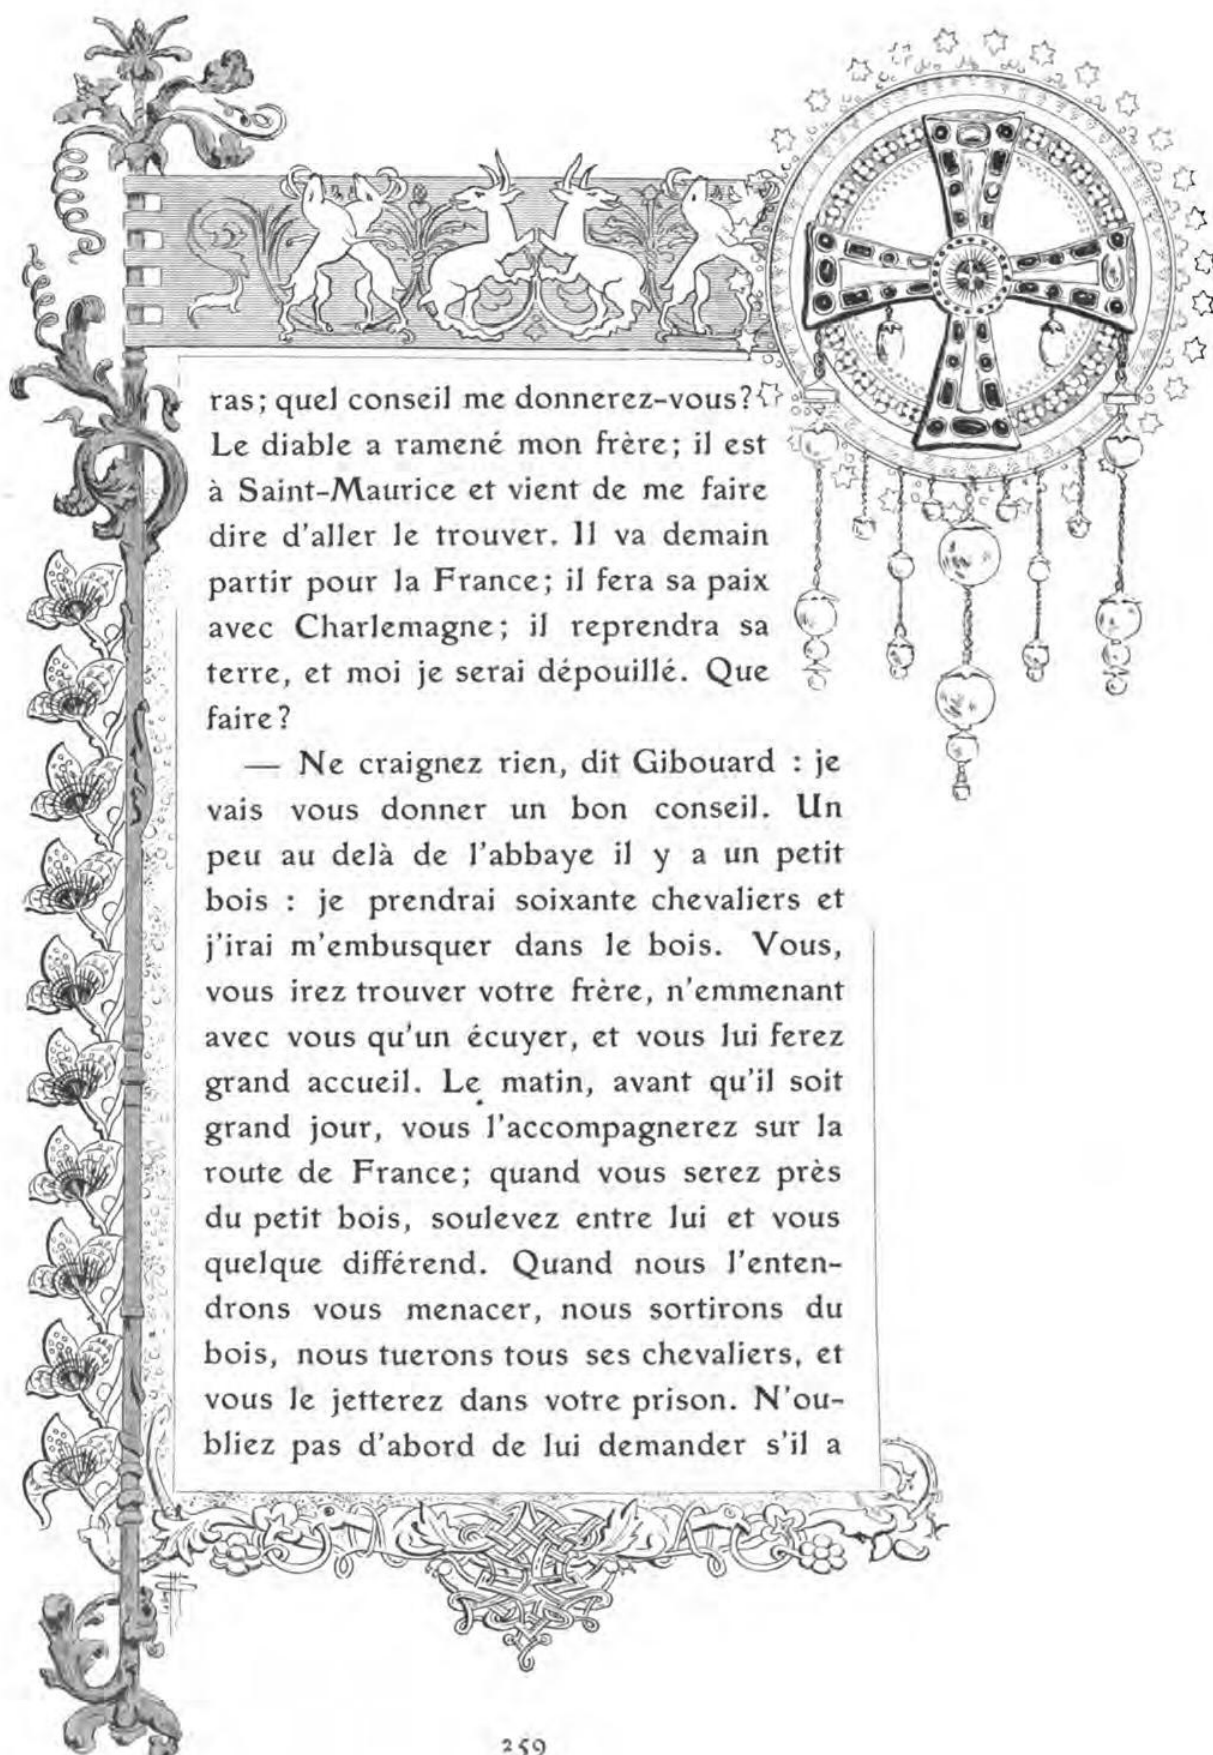 ras; quel conseil me donnerez-vous?
Le diable a ramené mon frère; il est
à Saint-Maurice et vient de me faire
dire d'aller le trouver. Il va demain
partir pour la France; il fera sa paix
avec Charlemagne; il reprendra sa
terre, et moi je serai dépouillé. Que
faire?
— Ne craignez rien, dit Gibouard : je
vais vous donner un bon conseil. Un
peu au delà de l'abbaye il y a un petit
bois : je prendrai soixante chevaliers et
j'irai m'embusquer dans le bois. Vous,
vous irez trouver votre frère, n'emmenant
avec vous qu'un écuyer, et vous lui ferez
grand accueil. Le matin, avant qu'il soit
grand jour, vous l'accompagnerez sur la
route de France; quand vous serez près
du petit bois, soulevez entre lui et vous
quelque différend. Quand nous l'enten-
drons vous menacer, nous sortirons du
bois, nous tuerons tous ses chevaliers, et
vous le jetterez dans votre prison. N'ou-
bliez pas d'abord de lui demander s'il a
259